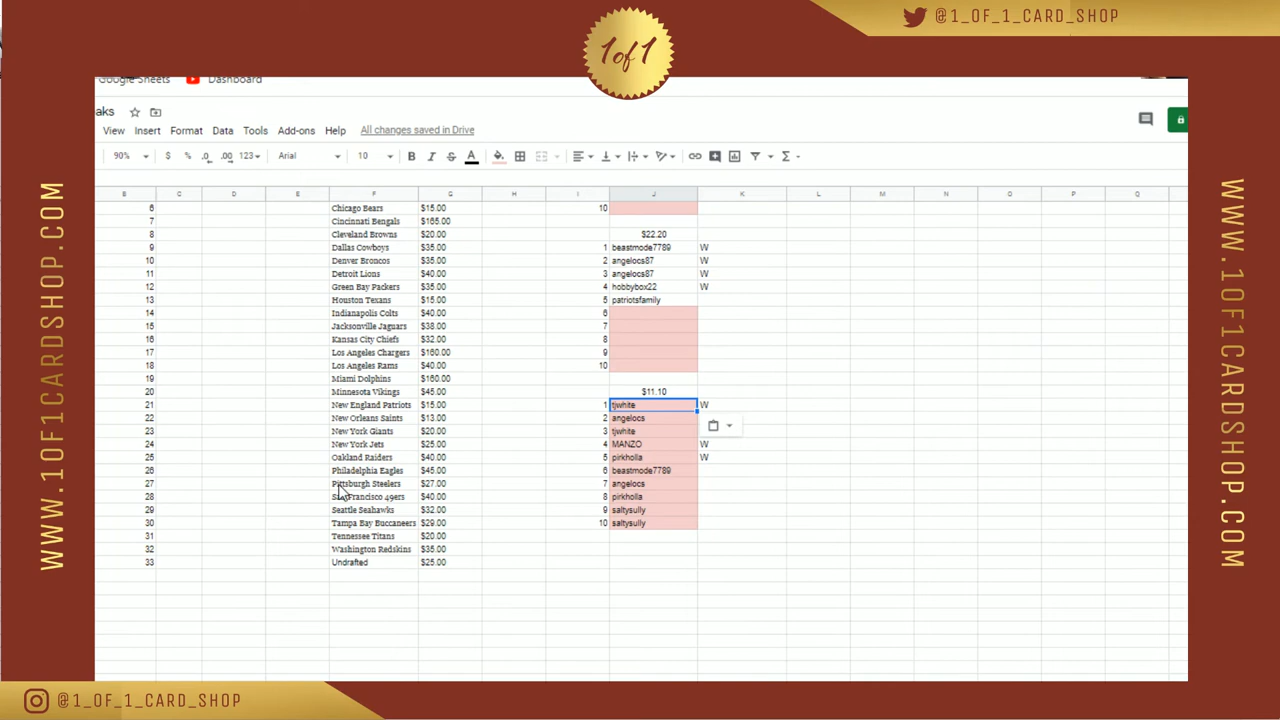 @1_OF_1_CARD_SHOP
1of1
Google Sheets Dashboard
aks
View Insert Format Data Tools Add-ons Help All changes saved in Drive
90% $ % .0 .00 123 Arial 10 B I S A
B C D E F G H I J K L M N O P Q
6 Chicago Bears $15.00 10
7 Cincinnati Bengals $165.00
8 Cleveland Browns $20.00 $22.20
9 Dallas Cowboys $35.00 1 beastmode7789 W
10 Denver Broncos $35.00 2 angelocs87 W
11 Detroit Lions $40.00 3 angelocs87 W
12 Green Bay Packers $35.00 4 hobbybox22 W
13 Houston Texans $15.00 5 patriotsfamily
14 Indianapolis Colts $40.00 6
15 Jacksonville Jaguars $38.00 7
16 Kansas City Chiefs $32.00 8
17 Los Angeles Chargers $160.00 9
18 Los Angeles Rams $40.00 10
19 Miami Dolphins $160.00
20 Minnesota Vikings $45.00 $11.10
21 New England Patriots $15.00 1 tjwhite W
22 New Orleans Saints $13.00 2 angelocs
23 New York Giants $20.00 3 tjwhite
24 New York Jets $25.00 4 MANZO W
25 Oakland Raiders $40.00 5 pirkholla W
26 Philadelphia Eagles $45.00 6 beastmode7789
27 Pittsburgh Steelers $27.00 7 angelocs
28 San Francisco 49ers $40.00 8 pirkholla
29 Seattle Seahawks $32.00 9 saltysully
30 Tampa Bay Buccaneers $29.00 10 saltysully
31 Tennessee Titans $20.00
32 Washington Redskins $35.00
33 Undrafted $25.00
WWW.1OF1CARDSHOP.COM
WWW.1OF1CARDSHOP.COM
@1_OF_1_CARD_SHOP